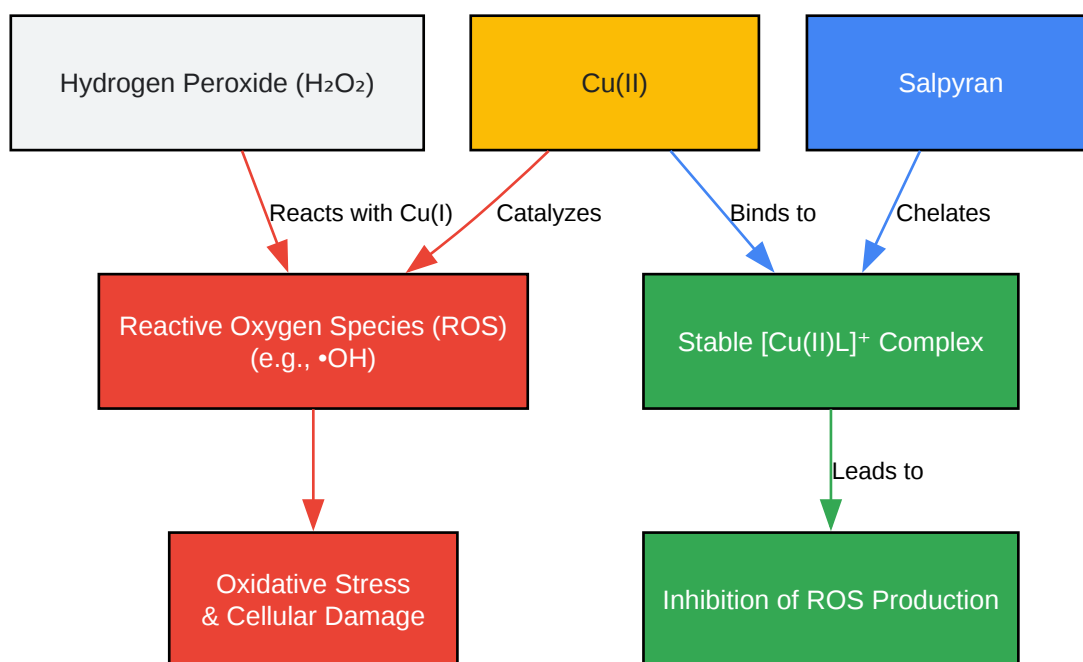 Hydrogen Peroxide (H₂O₂)
Cu(II)
Salpyran
Reacts with Cu(I)
Catalyzes
Binds to
Chelates
Reactive Oxygen Species (ROS)
(e.g., •OH)
Stable [Cu(II)L]⁺ Complex
Leads to
Oxidative Stress
& Cellular Damage
Inhibition of ROS Production